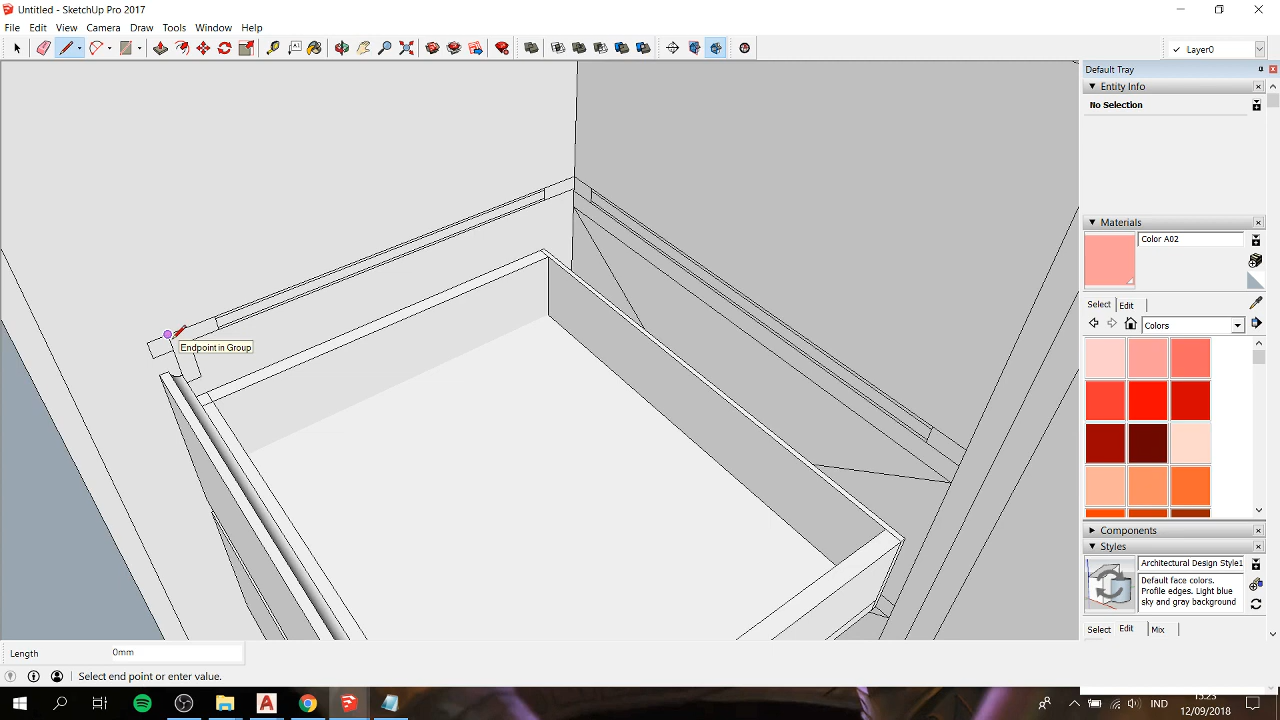 Untitled - SketchUp Pro 2017
File Edit View Camera Draw Tools Window Help
Layer0
Default Tray
Entity Info
No Selection
Materials
Color A02
Select Edit
Colors
Endpoint in Group
Components
Styles
Architectural Design Style1
Default face colors.
Profile edges. Light blue
sky and gray background
Select Edit Mix
Length 0mm
Select end point or enter value.
IND
15:23
12/09/2018